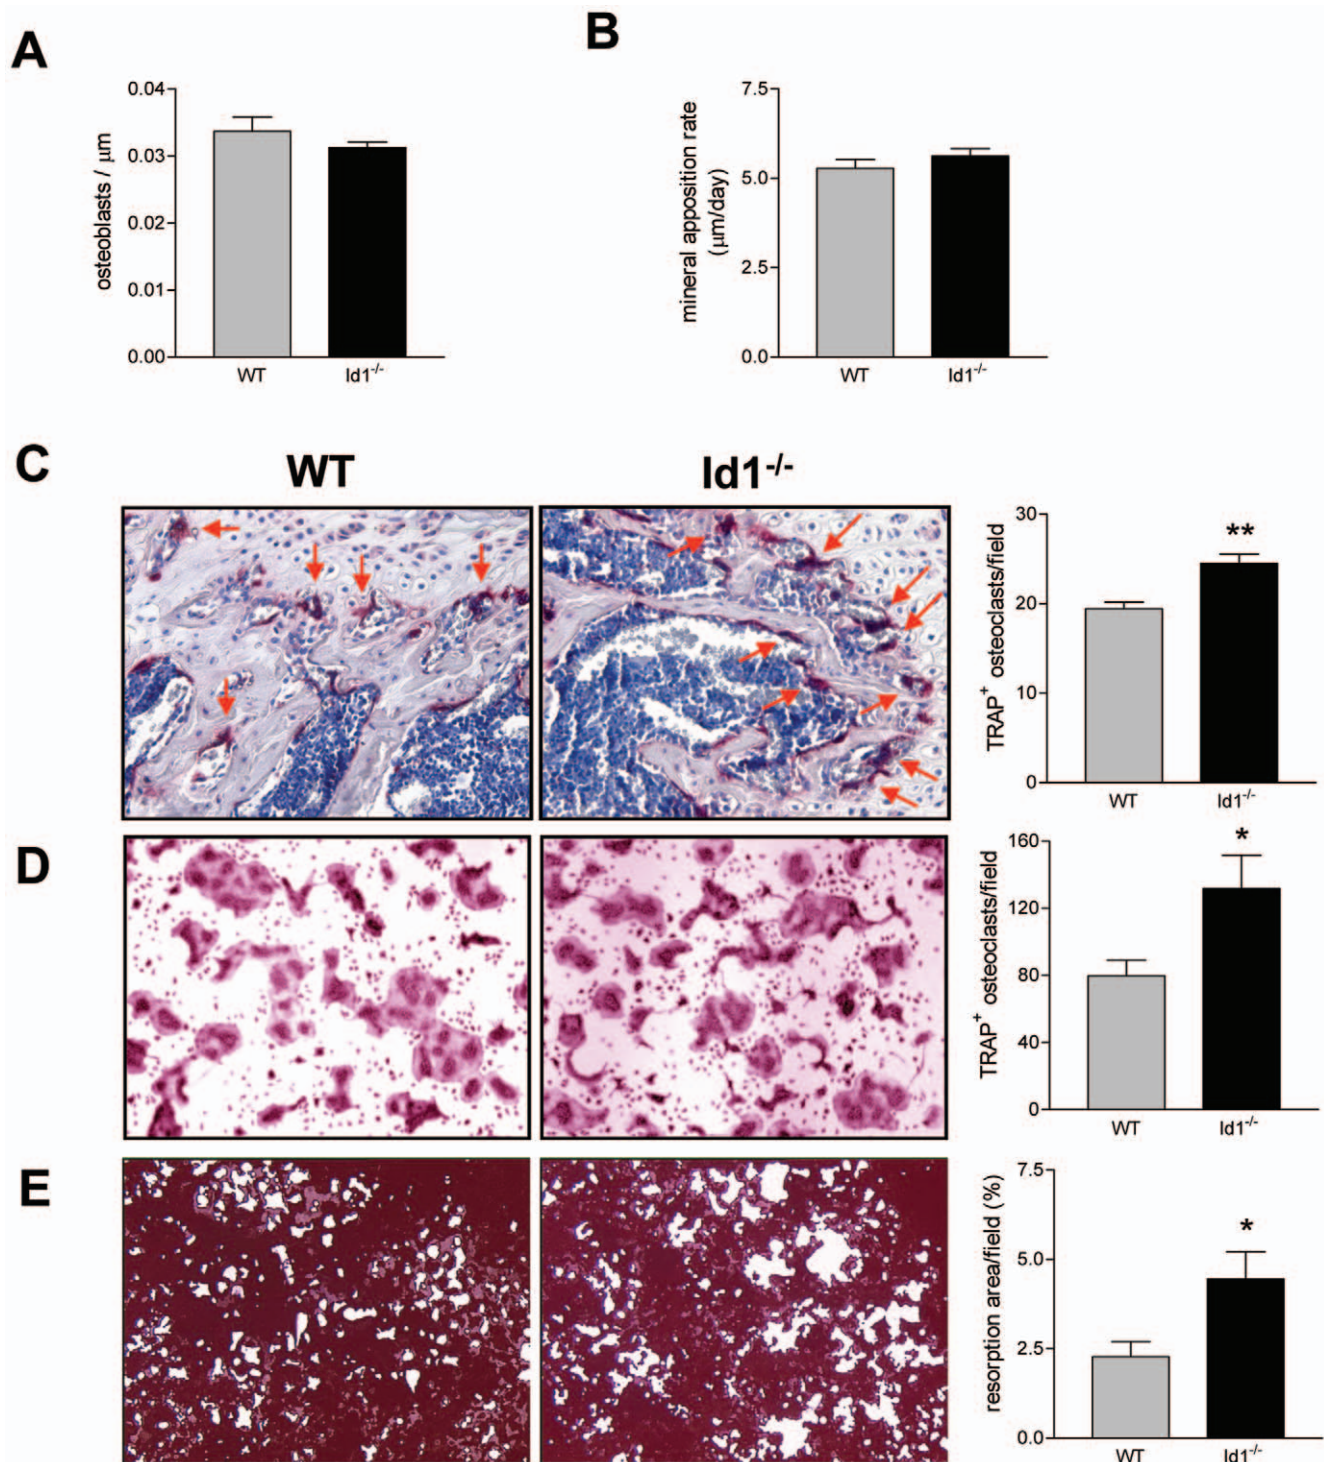 A
B
0.04
0.03
0.02
0.01
0.00
osteoblasts / μm
WT
Id1-/-
7.5
5.0
2.5
0.0
mineral apposition rate
(μm/day)
WT
Id1-/-
C
WT
Id1-/-
30
20
10
0
TRAP+ osteoclasts/field
**
WT
Id1-/-
D
160
120
80
40
0
TRAP+ osteoclasts/field
*
WT
Id1-/-
E
7.5
5.0
2.5
0.0
resorption area/field (%)
*
WT
Id1-/-